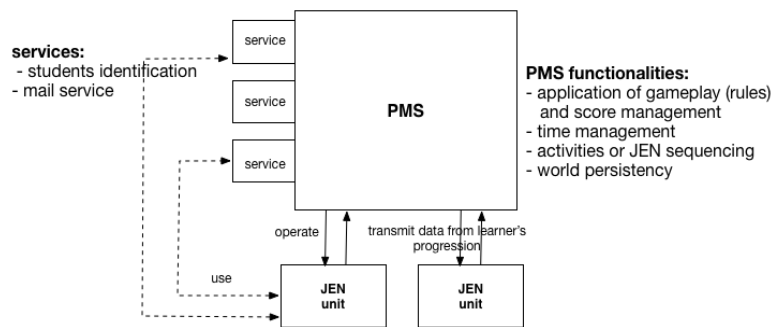 services:
- students identification
- mail service
service
service
service
PMS
PMS functionalities:
- application of gameplay (rules)
and score management
- time management
- activities or JEN sequencing
- world persistency
operate
transmit data from learner's
progression
use
JEN
unit
JEN
unit